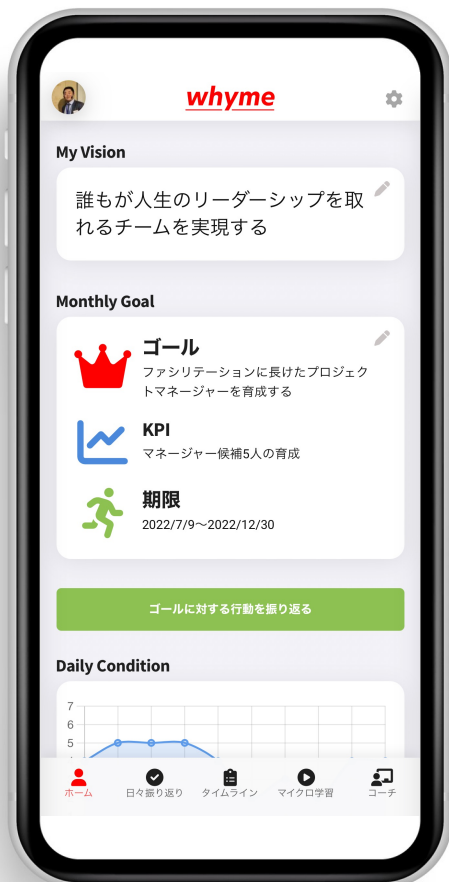 whyme
My Vision
誰もが人生のリーダーシップを取
れるチームを実現する
Monthly Goal
ゴール
ファシリテーションに長けたプロジェク
トマネージャーを育成する
KPI
マネージャー候補5人の育成
期限
2022/7/9〜2022/12/30
ゴールに対する行動を振り返る
Daily Condition
7
6
5
ホーム 日々振り返り タイムライン マイクロ学習 コーチ